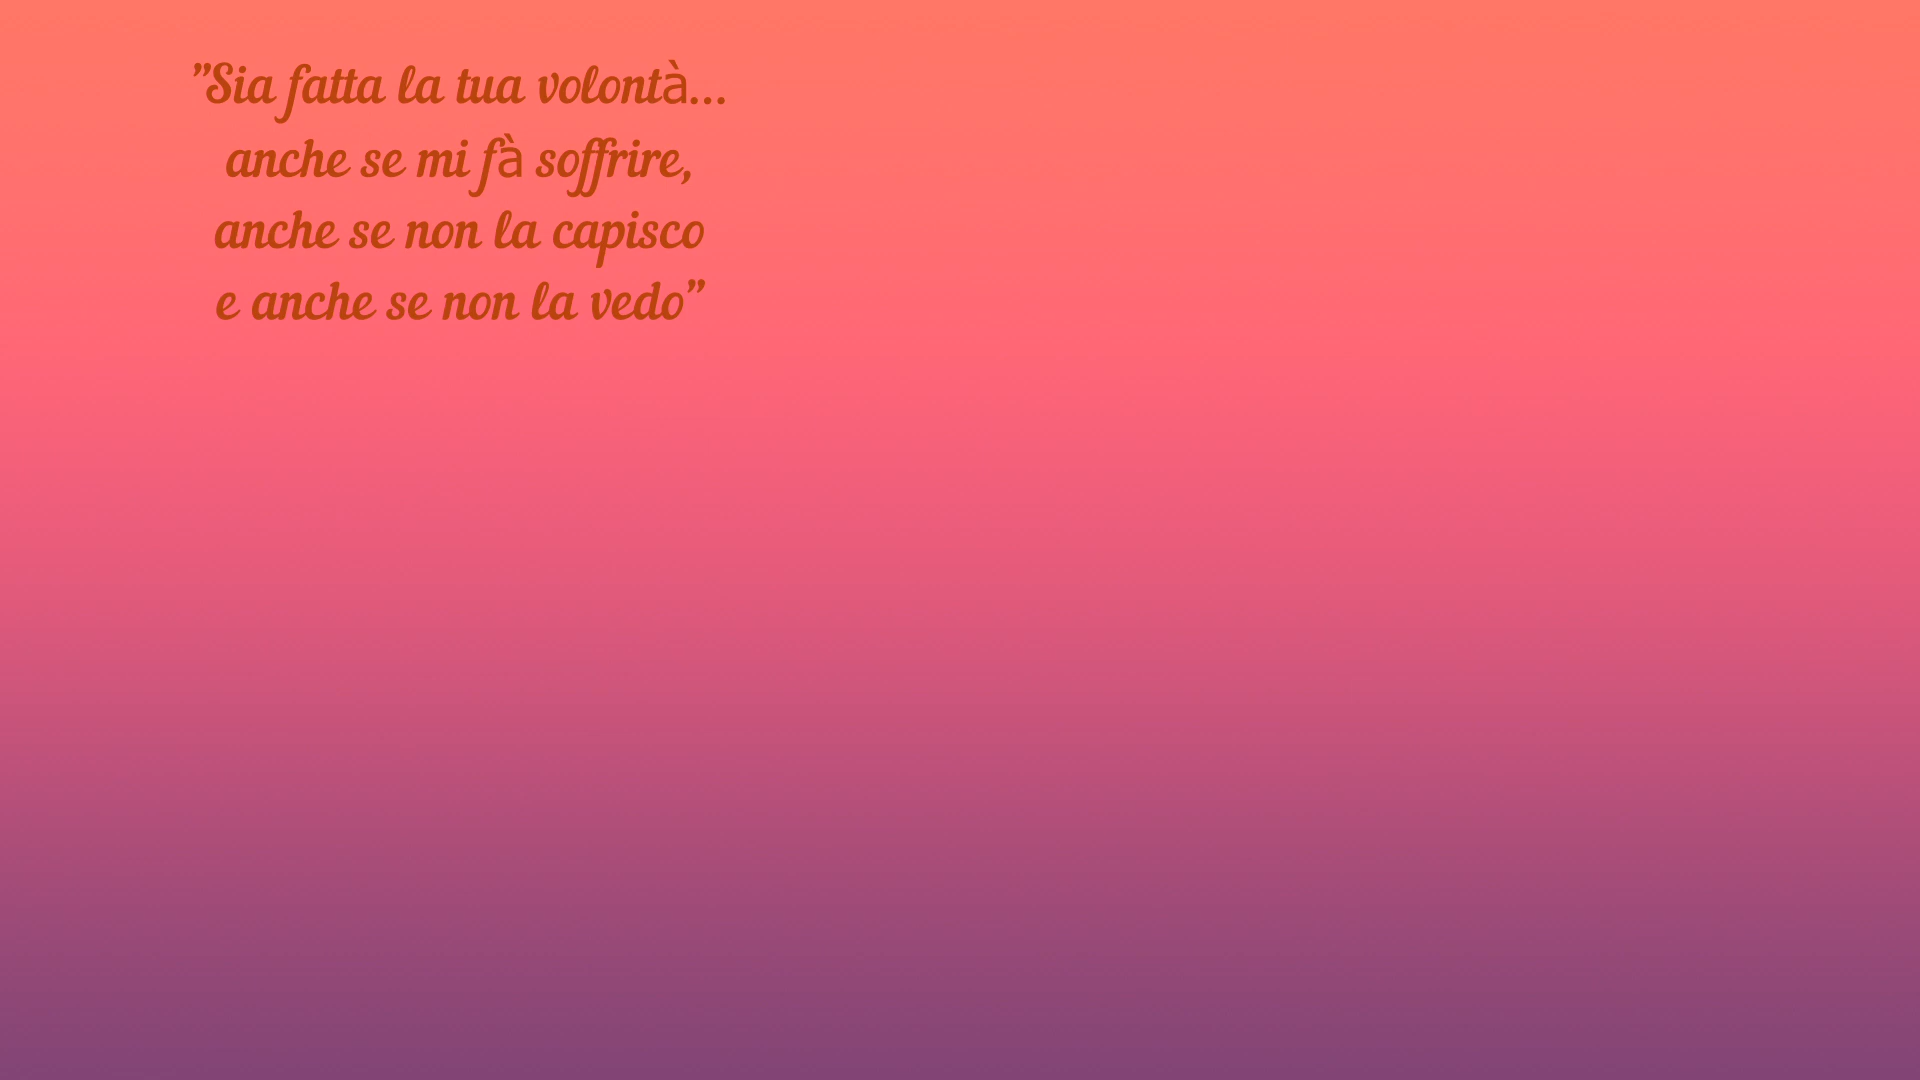 ”Sia fatta la tua volontà...
anche se mi fà soffrire,
anche se non la capisco
e anche se non la vedo”